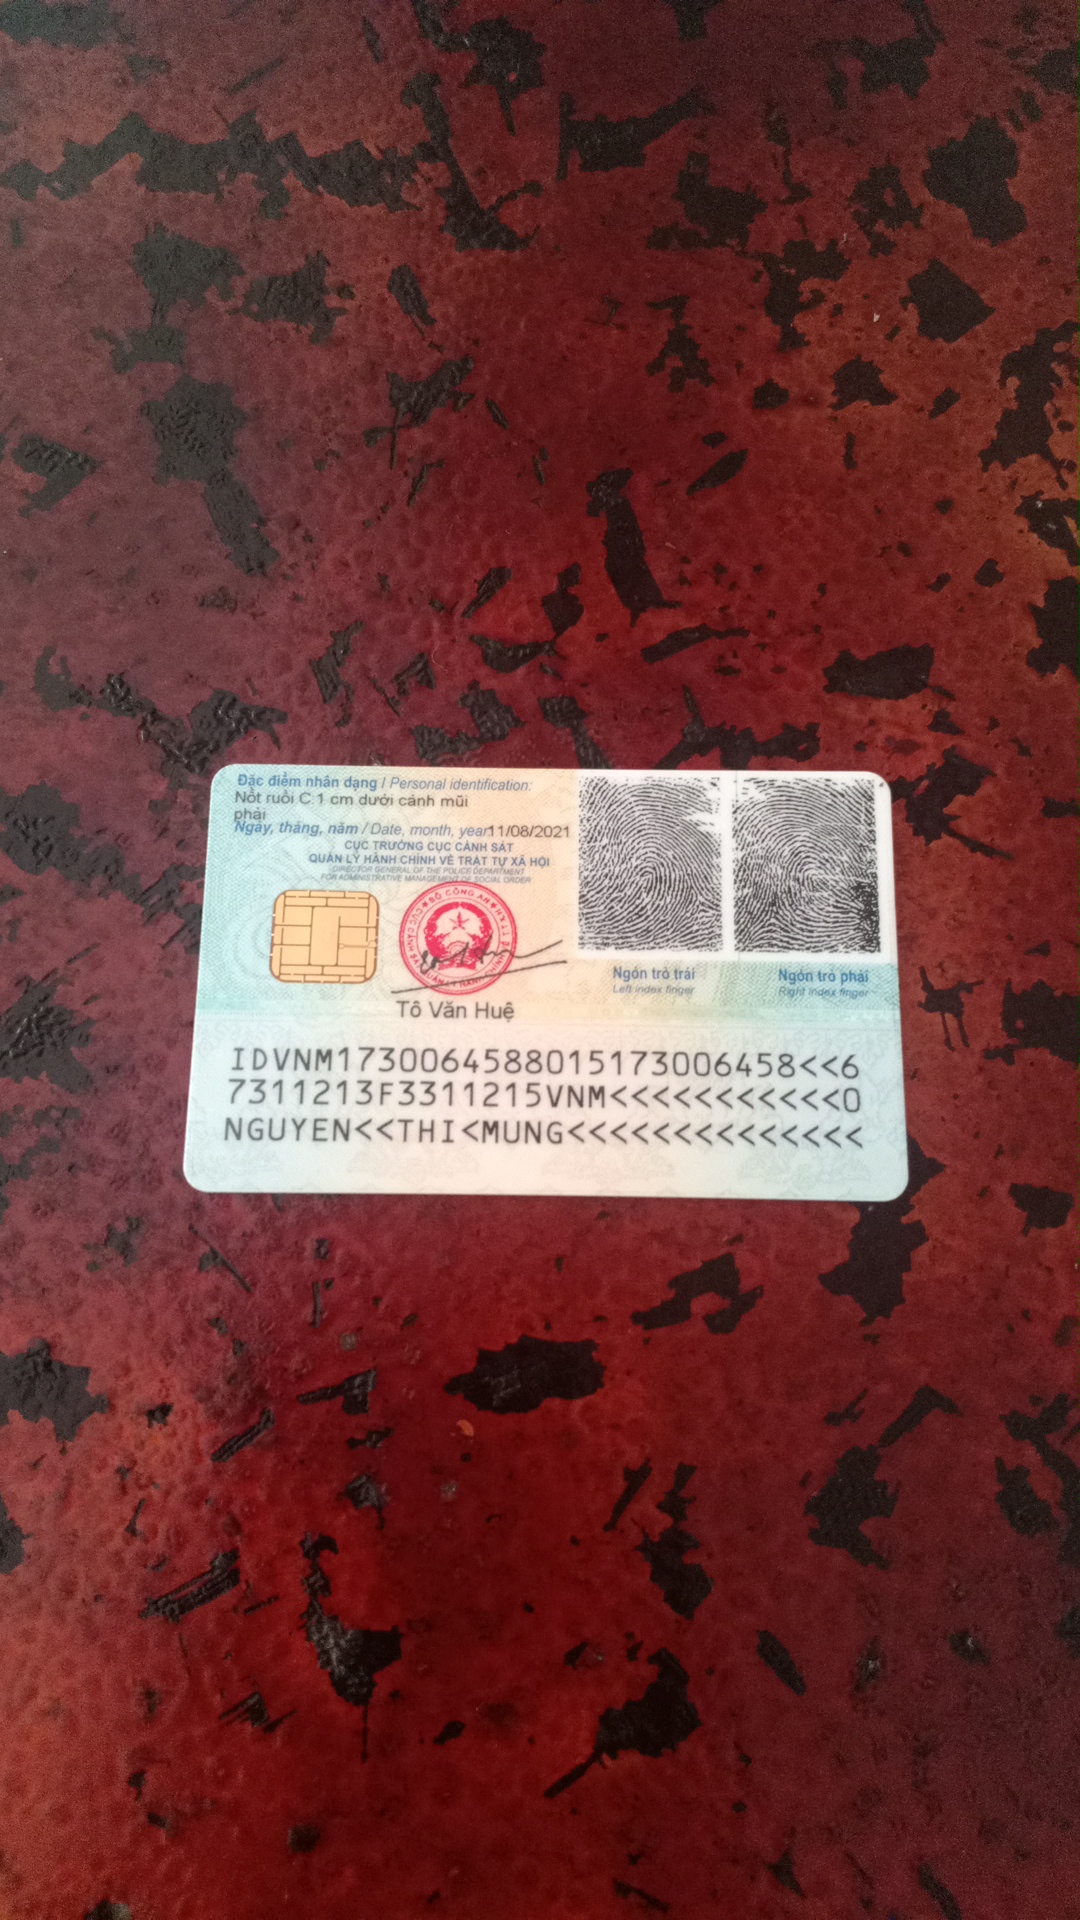 Đặc điểm nhân dạng / Personal identification:
Nốt ruồi C:1 cm dưới cánh mũi
phải
Ngày, tháng, năm / Date, month, year 11/08/2021
CỤC TRƯỞNG CỤC CẢNH SÁT
QUẢN LÝ HÀNH CHÍNH VỀ TRẬT TỰ XÃ HỘI
DIRECTOR GENERAL OF THE POLICE DEPARTMENT
FOR ADMINISTRATIVE MANAGEMENT OF SOCIAL ORDER
BỘ CÔNG AN
Tô Văn Huệ
Ngón trỏ trái
Left index finger
Ngón trỏ phải
Right index finger
IDVNM1730064588015173006458<<6
7311213F3311215VNM<<<<<<<<<<<0
NGUYEN<<THI<MUNG<<<<<<<<<<<<<<